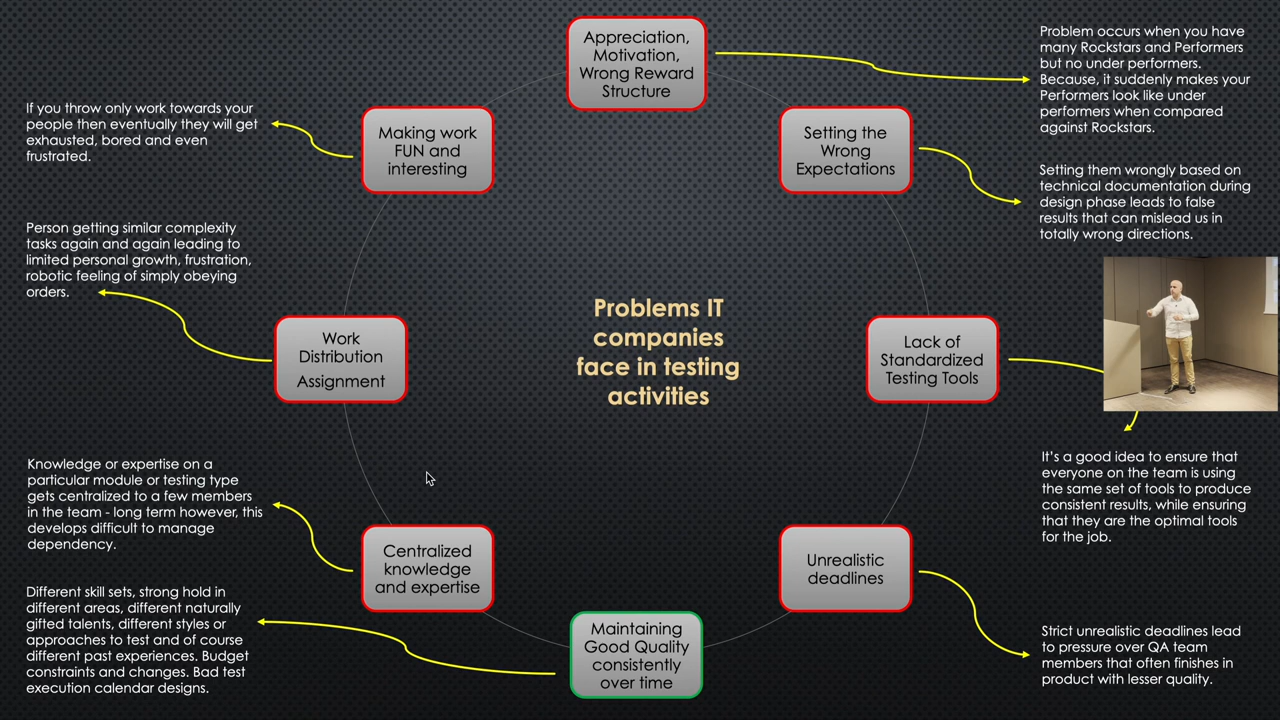 Appreciation,
Motivation,
Wrong Reward
Structure
Problem occurs when you have
many Rockstars and Performers
but no under performers.
Because, it suddenly makes your
Performers look like under
performers when compared
against Rockstars.
Setting the
Wrong
Expectations
Setting them wrongly based on
technical documentation during
design phase leads to false
results that can mislead us in
totally wrong directions.
Lack of
Standardized
Testing Tools
It's a good idea to ensure that
everyone on the team is using
the same set of tools to produce
consistent results, while ensuring
that they are the optimal tools
for the job.
Unrealistic
deadlines
Strict unrealistic deadlines lead
to pressure over QA team
members that often finishes in
product with lesser quality.
Maintaining
Good Quality
consistently
over time
Different skill sets, strong hold in
different areas, different naturally
gifted talents, different styles or
approaches to test and of course
different past experiences. Budget
constraints and changes. Bad test
execution calendar designs.
Centralized
knowledge
and expertise
Knowledge or expertise on a
particular module or testing type
gets centralized to a few members
in the team - long term however, this
develops difficult to manage
dependency.
Work
Distribution
Assignment
Person getting similar complexity
tasks again and again leading to
limited personal growth, frustration,
robotic feeling of simply obeying
orders.
Making work
FUN and
interesting
If you throw only work towards your
people then eventually they will get
exhausted, bored and even
frustrated.
Problems IT
companies
face in testing
activities